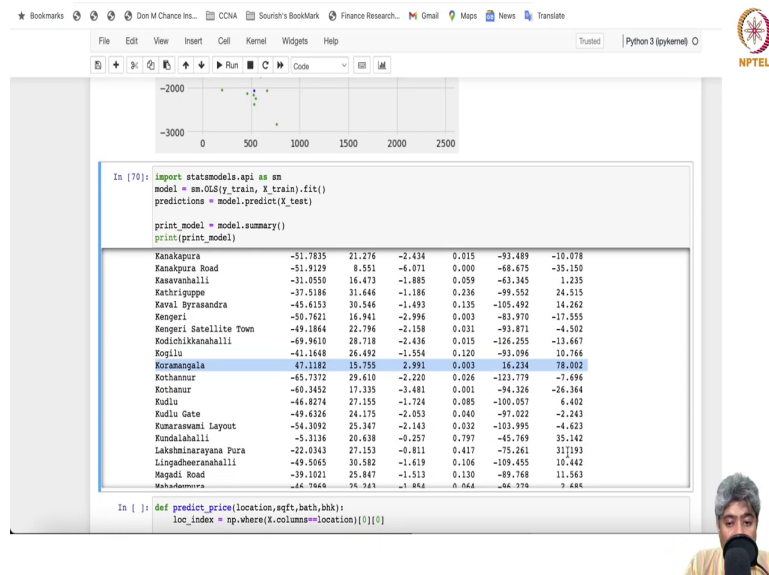 Bookmarks Don M Chance Ins... CCNA Sourish's BookMark Finance Research... Gmail Maps News Translate
NPTEL
File Edit View Insert Cell Kernel Widgets Help Trusted Python 3 (ipykernel)
Run Code
−2000
−3000
0 500 1000 1500 2000 2500
In [70]: import statsmodels.api as sm
model = sm.OLS(y_train, X_train).fit()
predictions = model.predict(X_test)
print_model = model.summary()
print(print_model)
Kanakapura -51.7835 21.276 -2.434 0.015 -93.489 -10.078
Kanakpura Road -51.9129 8.551 -6.071 0.000 -68.675 -35.150
Kasavanhalli -31.0550 16.473 -1.885 0.059 -63.345 1.235
Kathriguppe -37.5186 31.646 -1.186 0.236 -99.552 24.515
Kaval Byrasandra -45.6153 30.546 -1.493 0.135 -105.492 14.262
Kengeri -50.7621 16.941 -2.996 0.003 -83.970 -17.555
Kengeri Satellite Town -49.1864 22.796 -2.158 0.031 -93.871 -4.502
Kodichikkanahalli -69.9610 28.718 -2.436 0.015 -126.255 -13.667
Kogilu -41.1648 26.492 -1.554 0.120 -93.096 10.766
Koramangala 47.1182 15.755 2.991 0.003 16.234 78.002
Kothannur -65.7372 29.610 -2.220 0.026 -123.779 -7.696
Kothanur -60.3452 17.335 -3.481 0.001 -94.326 -26.364
Kudlu -46.8274 27.155 -1.724 0.085 -100.057 6.402
Kudlu Gate -49.6326 24.175 -2.053 0.040 -97.022 -2.243
Kumaraswami Layout -54.3092 25.347 -2.143 0.032 -103.995 -4.623
Kundalahalli -5.3136 20.638 -0.257 0.797 -45.769 35.142
Lakshminarayana Pura -22.0343 27.153 -0.811 0.417 -75.261 31.193
Lingadheeranahalli -49.5065 30.582 -1.619 0.106 -109.455 10.442
Magadi Road -39.1021 25.847 -1.513 0.130 -89.768 11.563
Mahadevpura -46.7969 25.243 -1.854 0.064 -96.279 2.685
In [ ]: def predict_price(location,sqft,bath,bhk):
loc_index = np.where(X.columns==location)[0][0]